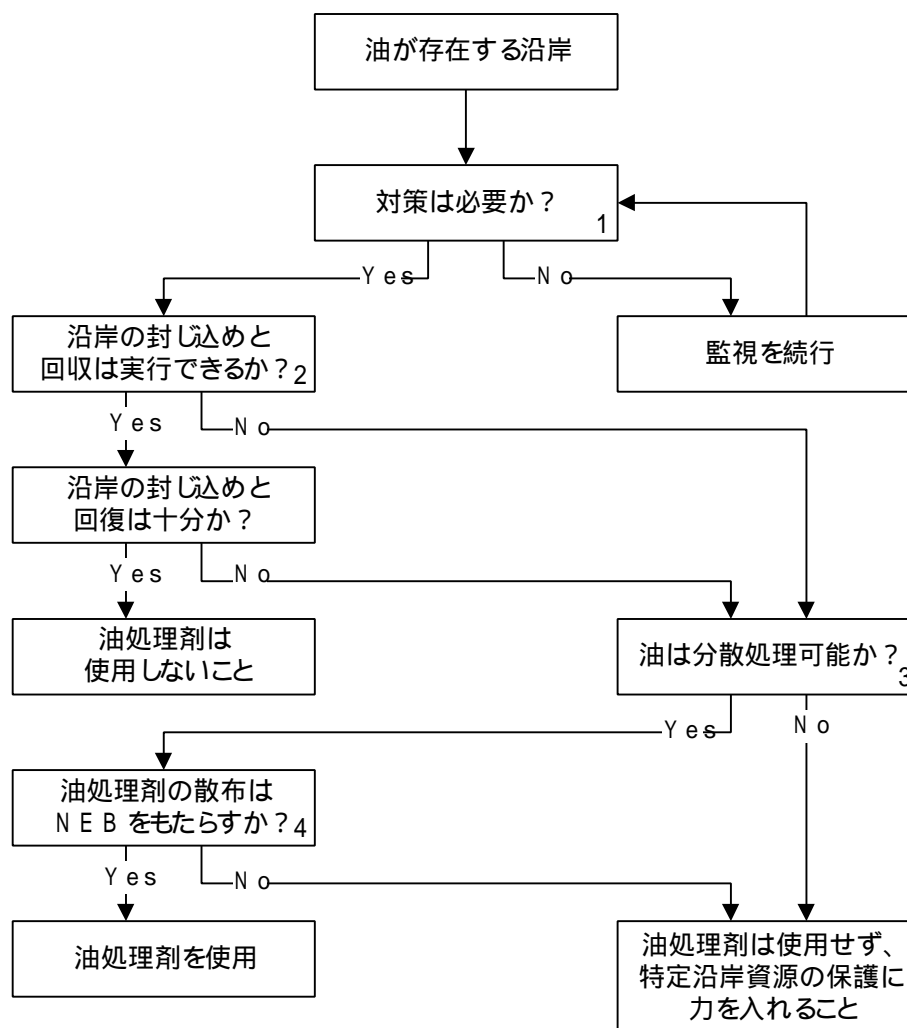 油が存在する沿岸
対策は必要か？
1
Yes
No
沿岸の封じ込めと
回収は実行できるか？2
監視を続行
Yes
No
沿岸の封じ込めと
回復は十分か？
Yes
No
油処理剤は
使用しないこと
油は分散処理可能か？
3
Yes
No
油処理剤の散布は
NEBをもたらすか？4
Yes
No
油処理剤を使用
油処理剤は使用せず、
特定沿岸資源の保護に
力を入れること